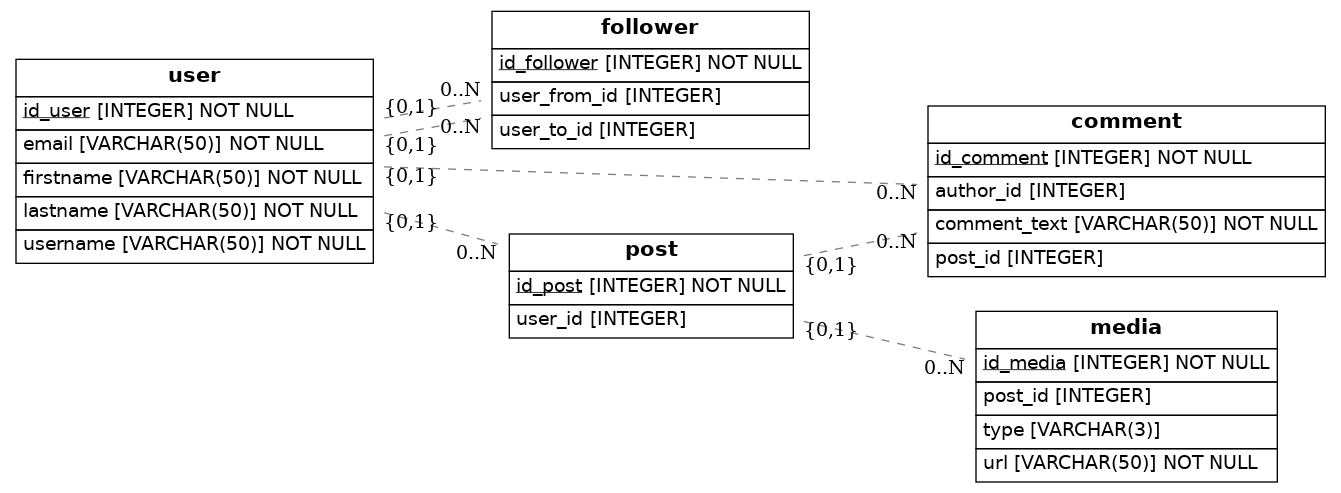 user
id_user [INTEGER] NOT NULL
email [VARCHAR(50)] NOT NULL
firstname [VARCHAR(50)] NOT NULL
lastname [VARCHAR(50)] NOT NULL
username [VARCHAR(50)] NOT NULL
follower
id_follower [INTEGER] NOT NULL
user_from_id [INTEGER]
user_to_id [INTEGER]
0..N
{0,1}
0..N
{0,1}
{0,1}
0..N
{0,1}
0..N
post
id_post [INTEGER] NOT NULL
user_id [INTEGER]
comment
id_comment [INTEGER] NOT NULL
author_id [INTEGER]
comment_text [VARCHAR(50)] NOT NULL
post_id [INTEGER]
0..N
{0,1}
{0,1}
0..N
media
id_media [INTEGER] NOT NULL
post_id [INTEGER]
type [VARCHAR(3)]
url [VARCHAR(50)] NOT NULL